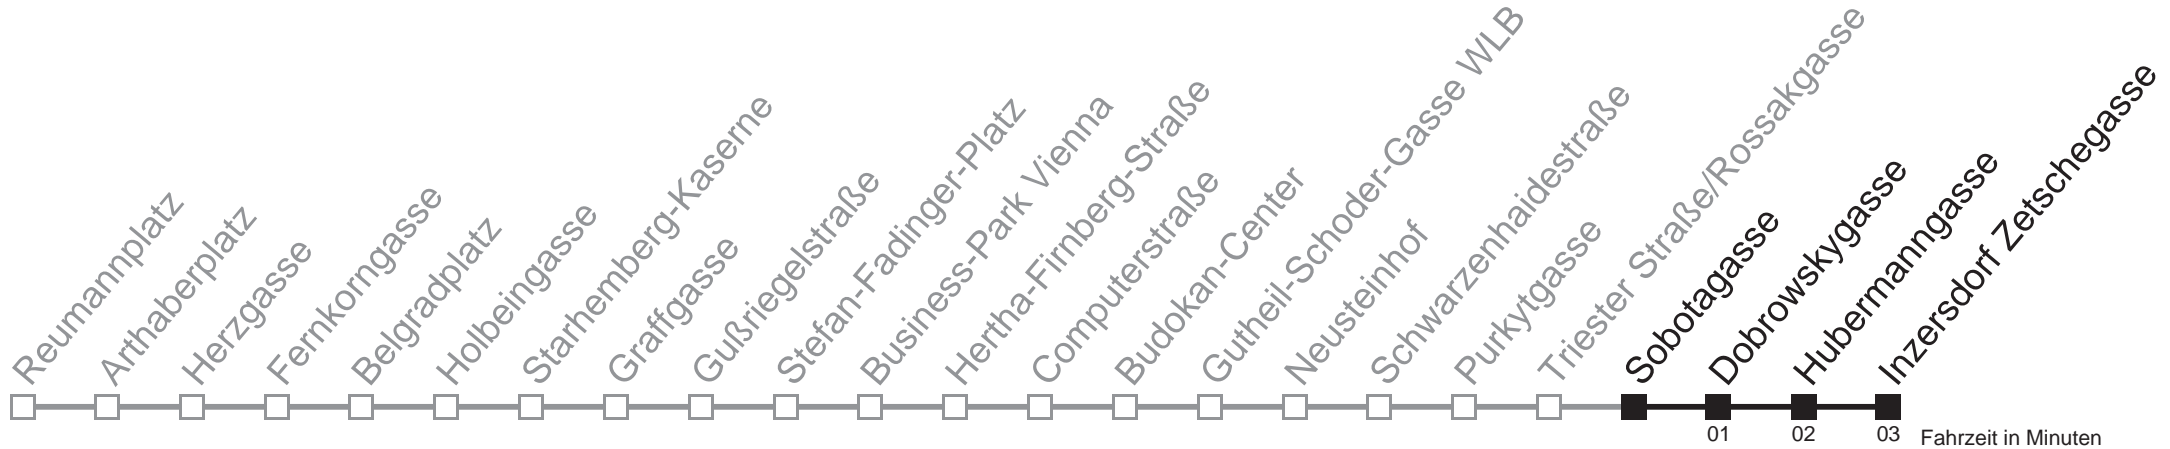 Reumannplatz
Arthaberplatz
Herzgasse
Fernkorngasse
Belgradplatz
Holbeingasse
Starhemberg-Kaserne
Graffgasse
Gußriegelstraße
Stefan-Fadinger-Platz
Business-Park Vienna
Hertha-Firnberg-Straße
Computerstraße
Budokan-Center
Gutheil-Schoder-Gasse WLB
Neusteinhof
Schwarzenhaidestraße
Purkytgasse
Triester Straße/Rossakgasse
Sobotagasse
Dobrowskygasse
Hubermanngasse
Inzersdorf Zetschegasse
01 02 03 Fahrzeit in Minuten